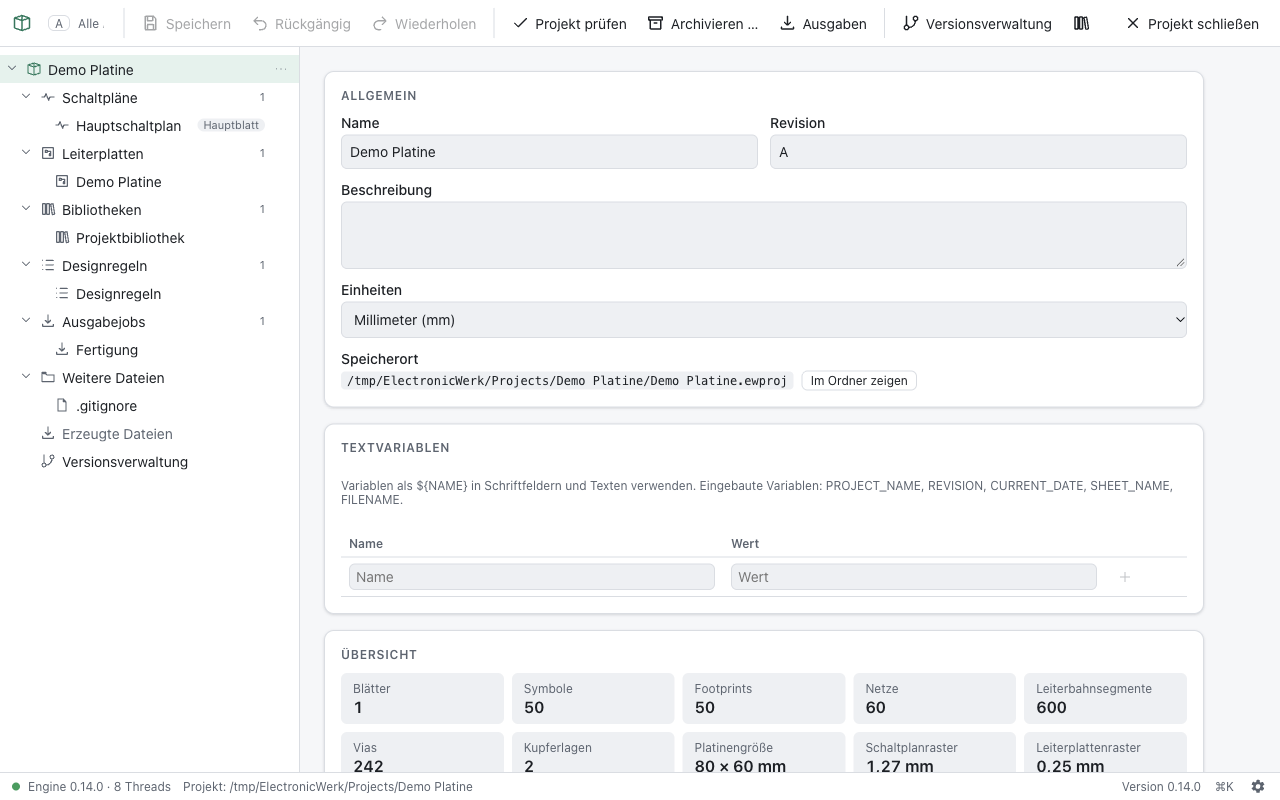 A Alle Speichern Rückgängig Wiederholen Projekt prüfen Archivieren ... Ausgaben Versionsverwaltung Projekt schließen
Demo Platine ...
Schaltpläne 1
Hauptschaltplan Hauptblatt
Leiterplatten 1
Demo Platine
Bibliotheken 1
Projektbibliothek
Designregeln 1
Designregeln
Ausgabejobs 1
Fertigung
Weitere Dateien
.gitignore
Erzeugte Dateien
Versionsverwaltung
ALLGEMEIN
Name Revision
Demo Platine A
Beschreibung
Einheiten
Millimeter (mm)
Speicherort
/tmp/ElectronicWerk/Projects/Demo Platine/Demo Platine.ewproj Im Ordner zeigen
TEXTVARIABLEN
Variablen als ${NAME} in Schriftfeldern und Texten verwenden. Eingebaute Variablen: PROJECT_NAME, REVISION, CURRENT_DATE, SHEET_NAME,
FILENAME.
Name Wert
Name Wert +
ÜBERSICHT
Blätter Symbole Footprints Netze Leiterbahnsegmente
1 50 50 60 600
Vias Kupferlagen Platinengröße Schaltplanraster Leiterplattenraster
242 2 80 × 60 mm 1,27 mm 0,25 mm
Engine 0.14.0 · 8 Threads Projekt: /tmp/ElectronicWerk/Projects/Demo Platine Version 0.14.0 ⌘K